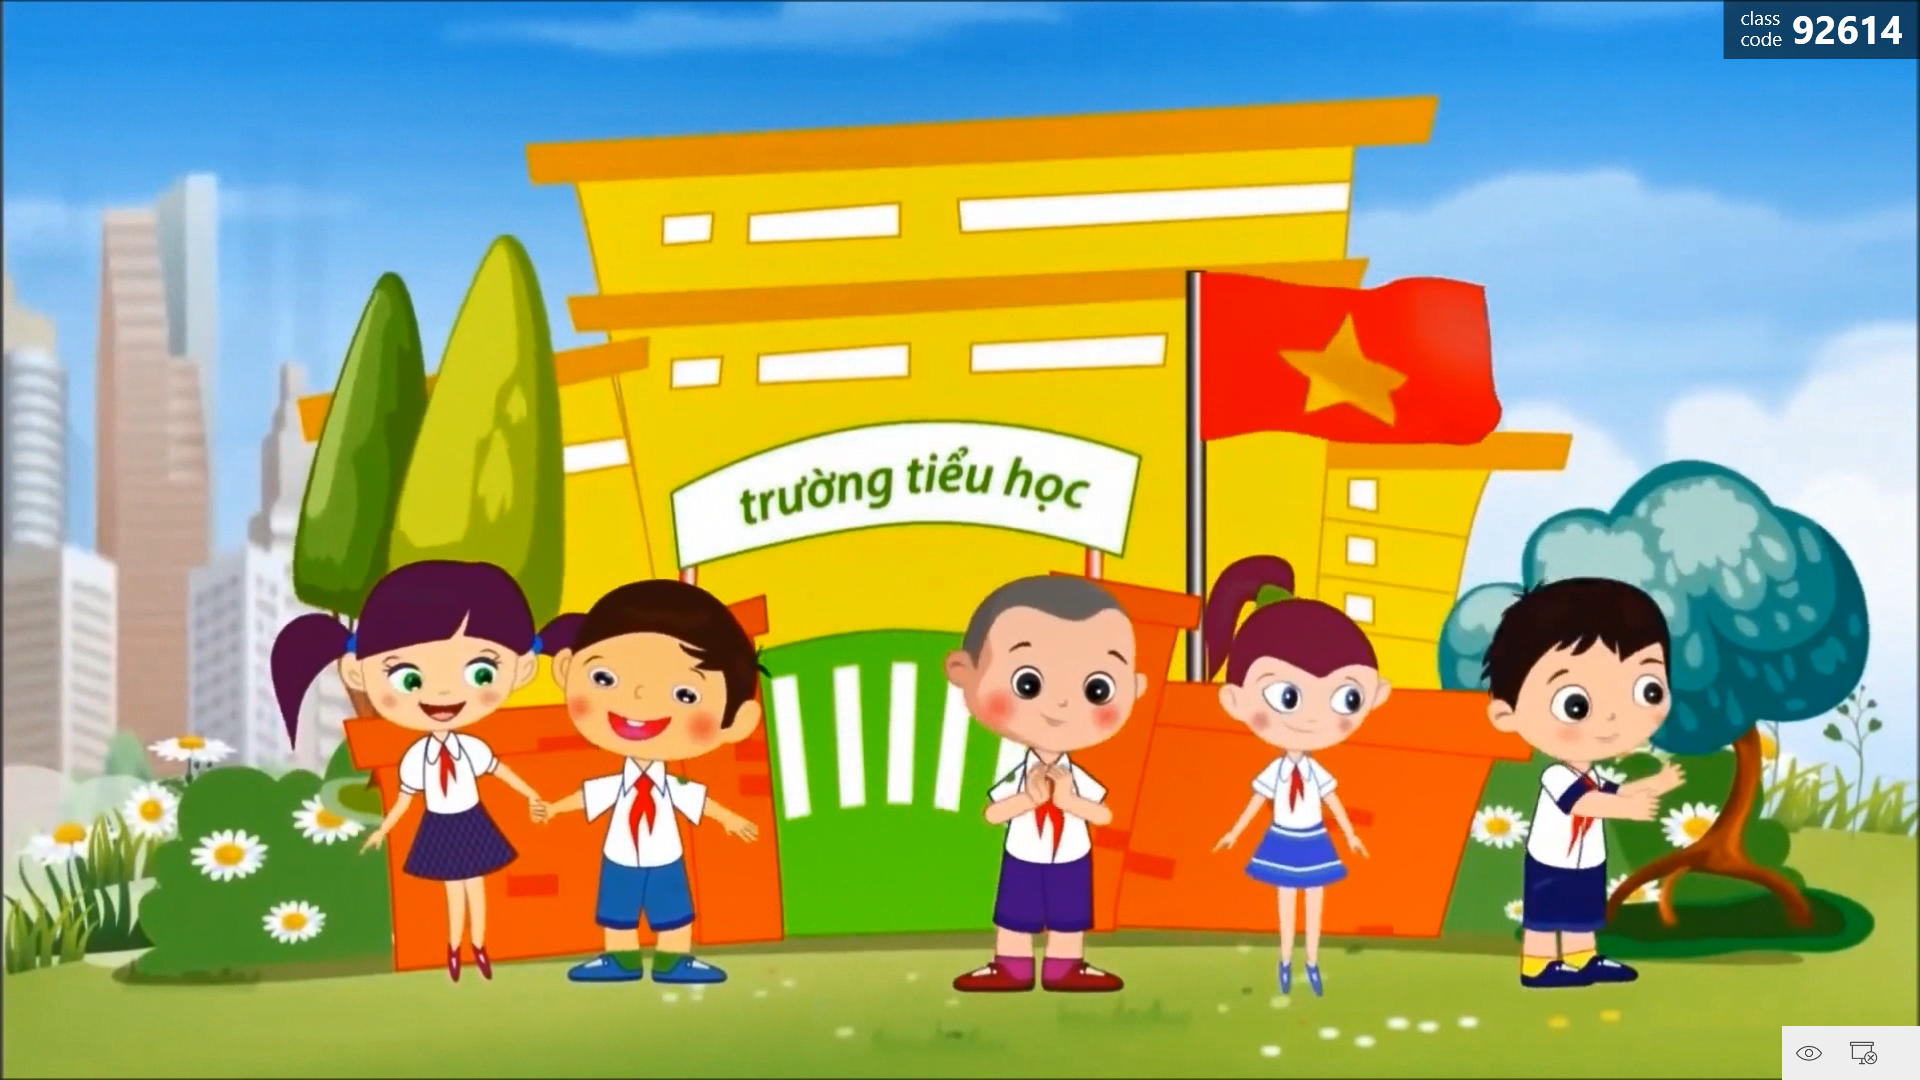 class
code 92614
trường tiểu học